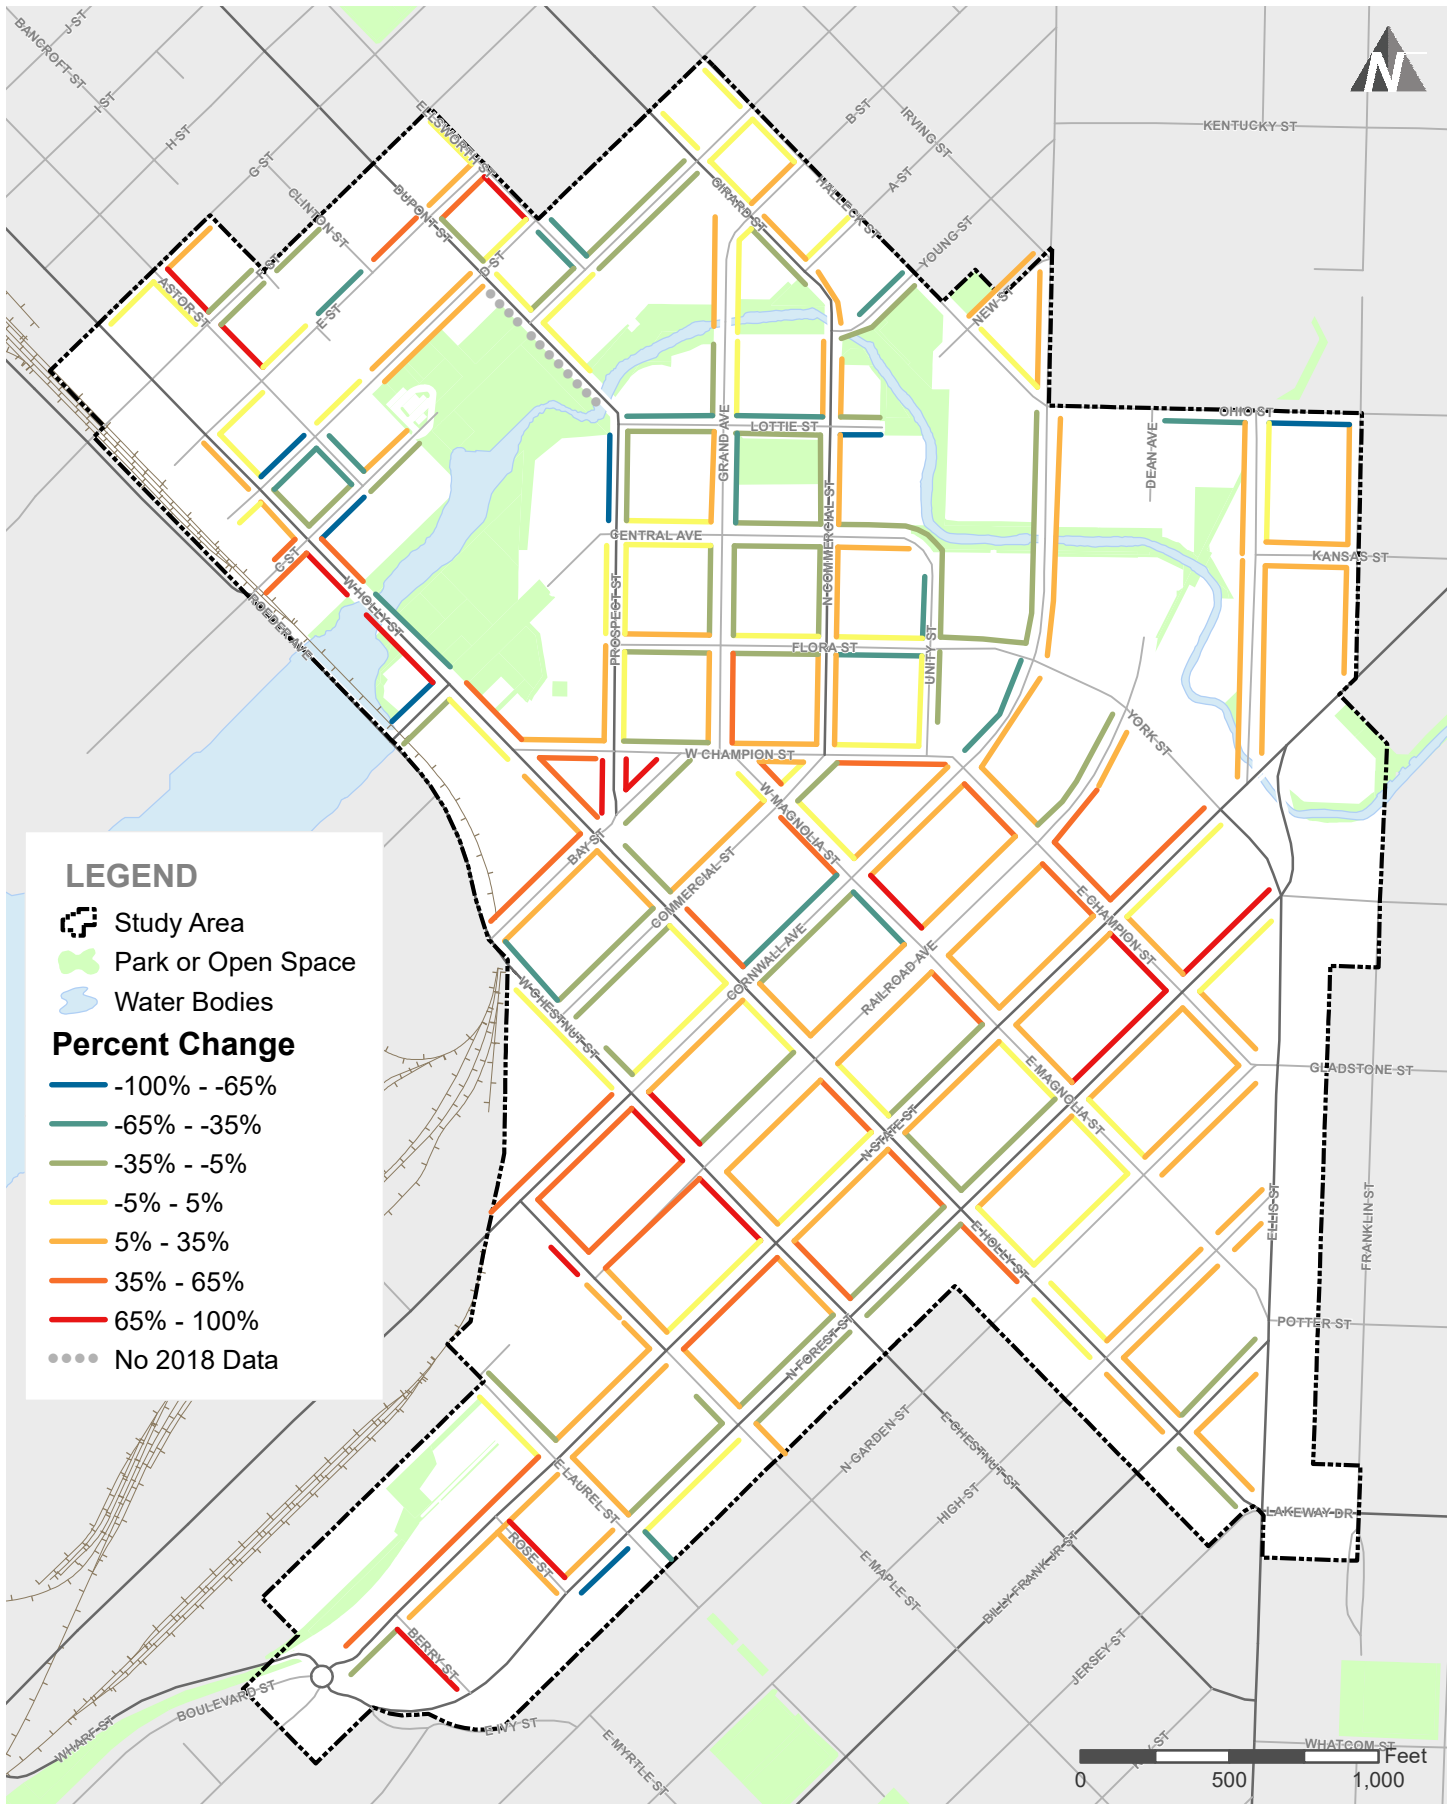 J-ST
BANCROFT-ST
I-ST
H-ST
G-ST
ELLSWORTH-ST
B-ST
IRVING-ST
KENTUCKY ST
N
CLINTON-ST
DUPONT-ST
GIRARD-ST
HALLECK-ST
A-ST
YOUNG-ST
F-ST
D-ST
ASTOR-ST
E-ST
NEW-ST
GRAND AVE
LOTTIE ST
DEAN AVE
OHIO ST
N-COMMERCIAL-ST
CENTRAL AVE
C-ST
KANSAS ST
W-HOLLY-ST
ROEDER-AVE
PROSPECT-ST
FLORA ST
UNITY-ST
YORK-ST
W CHAMPION ST
W-MAGNOLIA-ST
BAY-ST
COMMERCIAL-ST
E-CHAMPION-ST
CORNWALL-AVE
RAILROAD-AVE
W-CHESTNUT-ST
E-MAGNOLIA-ST
GLADSTONE ST
N-STATE-ST
ELLIS-ST
FRANKLIN ST
E-HOLLY-ST
N-FOREST-ST
POTTER-ST
LEGEND
Study Area
Park or Open Space
Water Bodies
Percent Change
-100% - -65%
-65% - -35%
-35% - -5%
-5% - 5%
5% - 35%
35% - 65%
65% - 100%
No 2018 Data
N-GARDEN-ST
E-CHESTNUT-ST
E-LAUREL-ST
HIGH-ST
LAKEWAY-DR
ROSE-ST
E-MAPLE-ST
BILLY-FRANK-JR-ST
BERRY-ST
JERSEY-ST
BOULEVARD ST
WHARF-ST
E-IVY ST
E-MYRTLE-ST
WHATCOM-ST
Feet
0 500 1,000